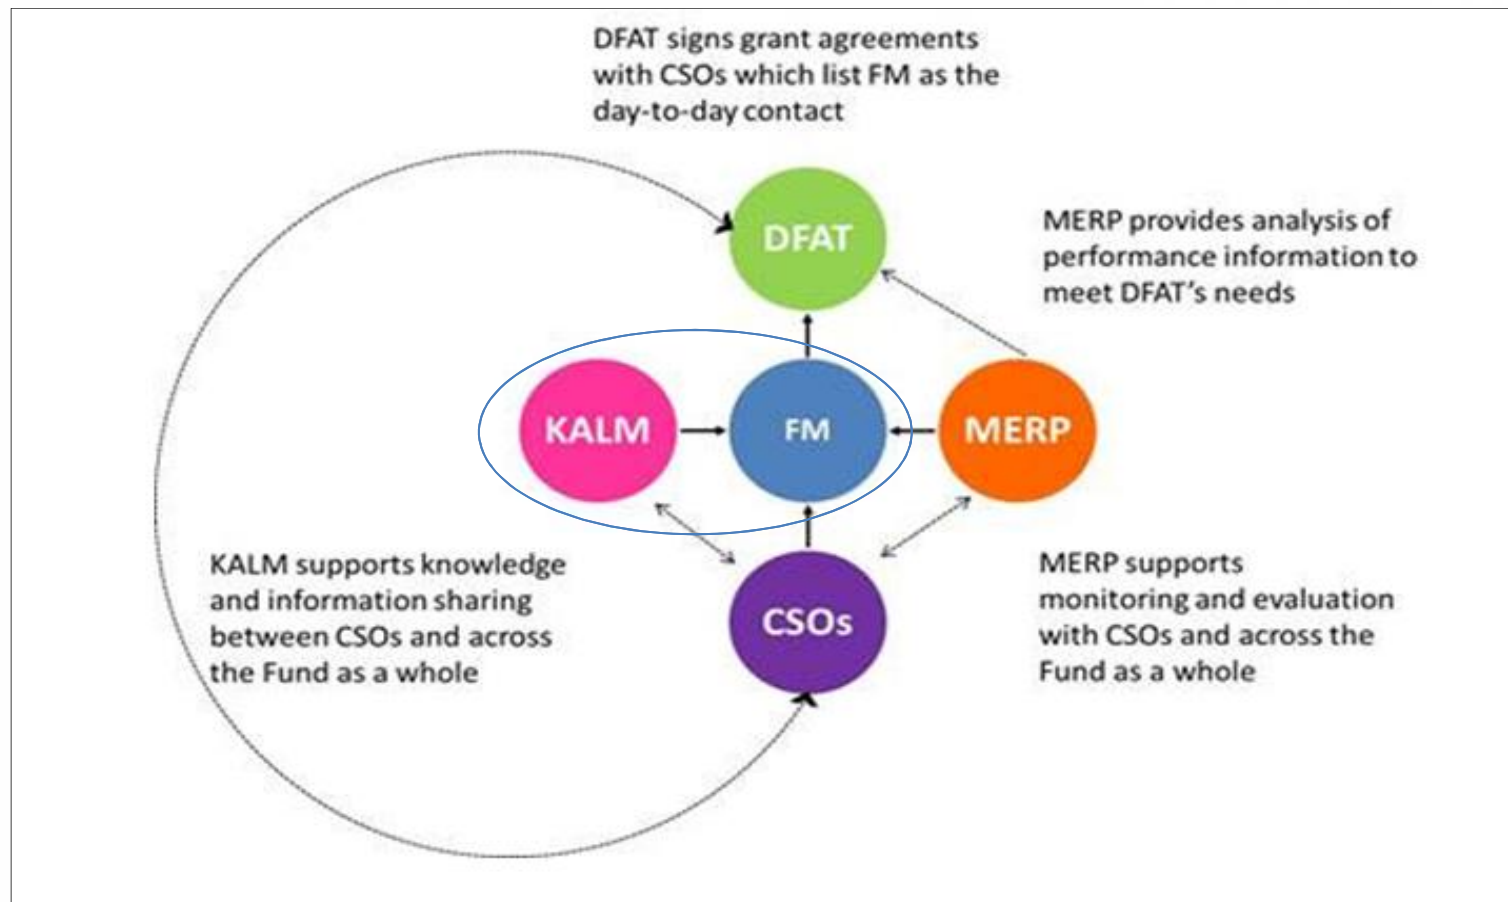 DFAT signs grant agreements
with CSOs which list FM as the
day-to-day contact
DFAT
MERP provides analysis of
performance information to
meet DFAT's needs
KALM
FM
MERP
KALM supports knowledge
and information sharing
between CSOs and across
the Fund as a whole
CSOs
MERP supports
monitoring and evaluation
with CSOs and across the
Fund as a whole